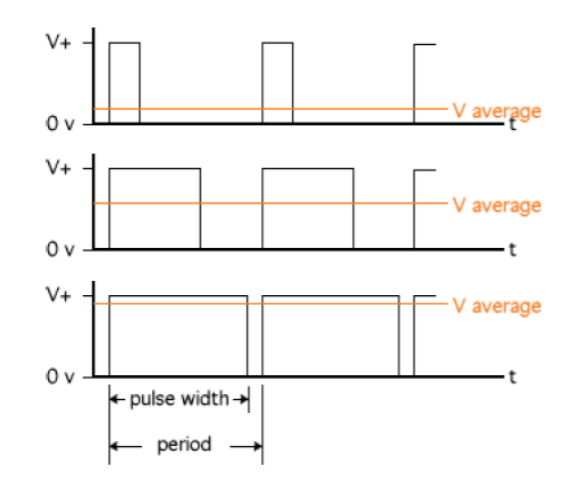 V+
V average
0 v
t
V+
V average
0 v
t
V+
V average
0 v
t
pulse width
period